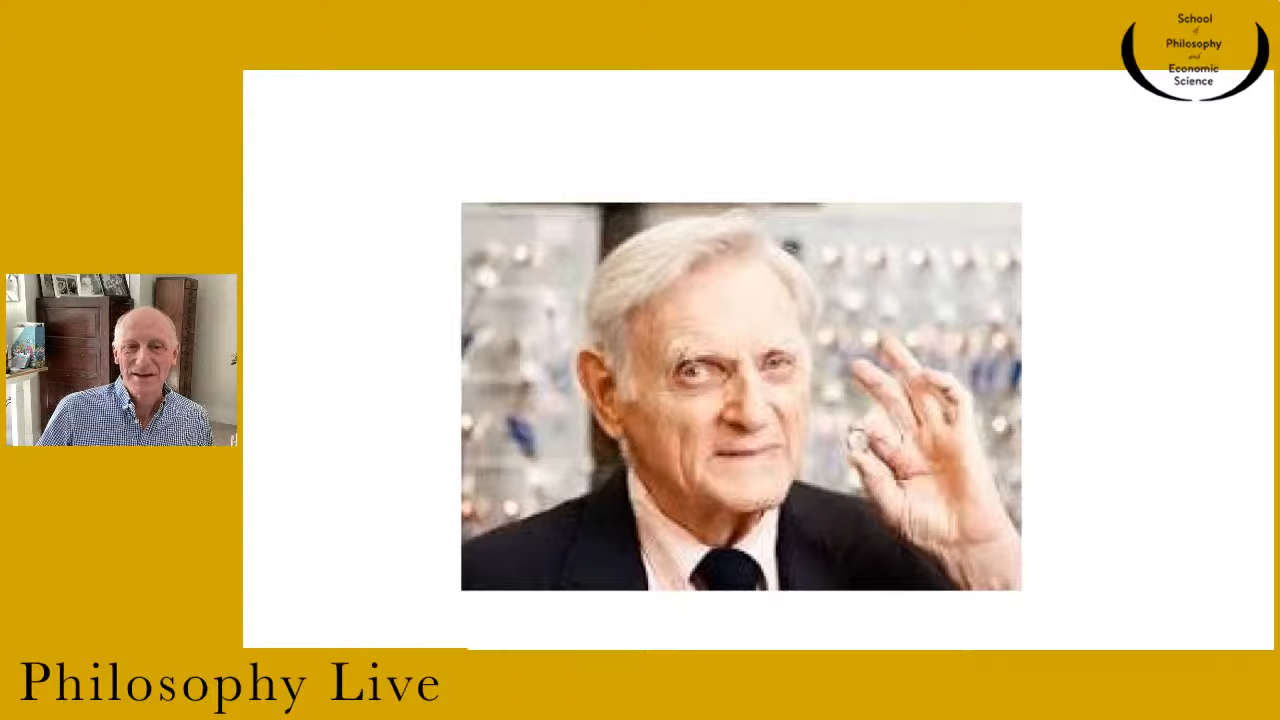 School
of
Philosophy
and
Economic
Science
Philosophy Live